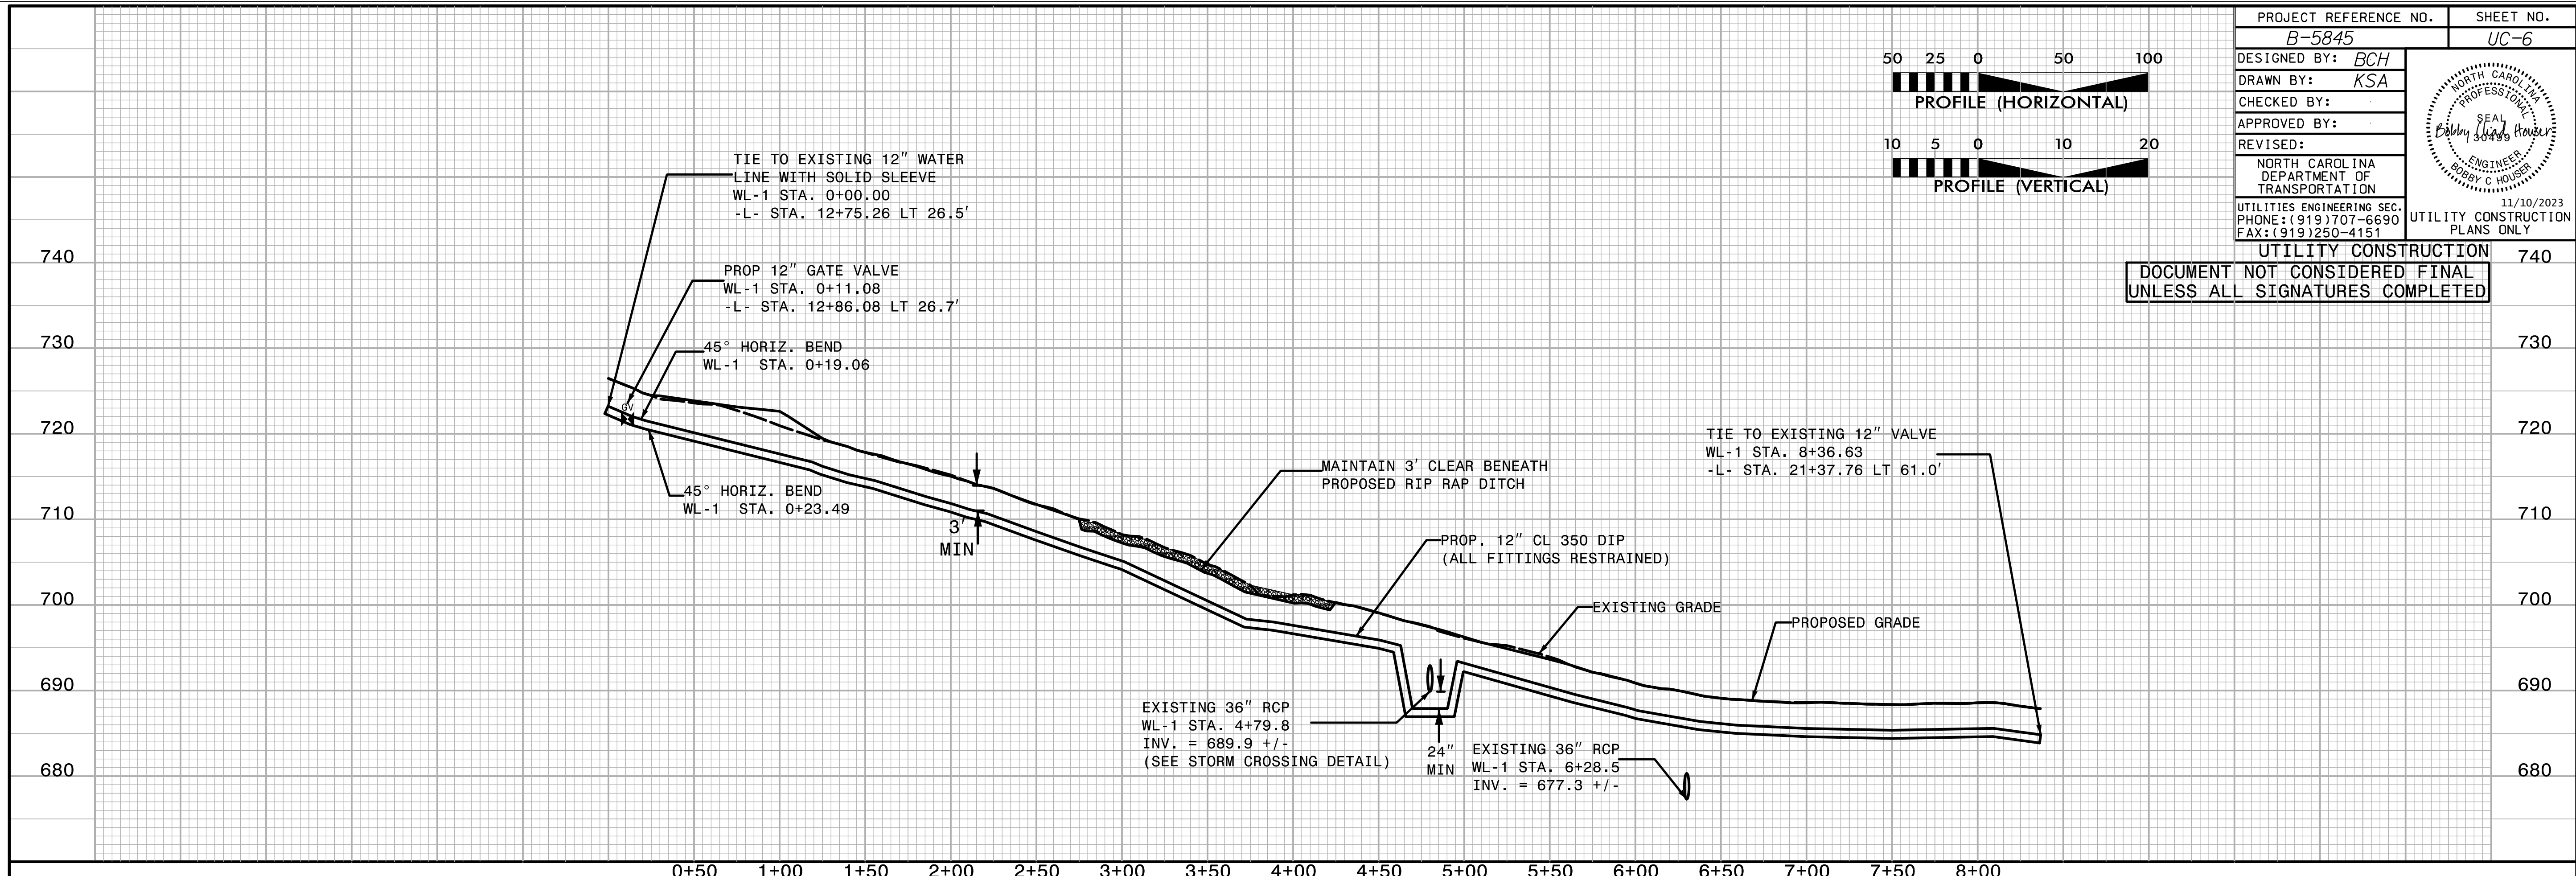 PROJECT REFERENCE NO.
SHEET NO.
B-5845
UC-6
DESIGNED BY: BCH
DRAWN BY: KSA
CHECKED BY:
APPROVED BY:
REVISED:
NORTH CAROLINA
DEPARTMENT OF
TRANSPORTATION
UTILITIES ENGINEERING SEC.
PHONE:(919)707-6690
FAX:(919)250-4151
NORTH CAROLINA
PROFESSIONAL
SEAL
30499
Bobby Chad Houser
ENGINEER
BOBBY C HOUSER
11/10/2023
UTILITY CONSTRUCTION
PLANS ONLY
UTILITY CONSTRUCTION
DOCUMENT NOT CONSIDERED FINAL
UNLESS ALL SIGNATURES COMPLETED
50 25 0 50 100
PROFILE (HORIZONTAL)
10 5 0 10 20
PROFILE (VERTICAL)
TIE TO EXISTING 12" WATER
LINE WITH SOLID SLEEVE
WL-1 STA. 0+00.00
-L- STA. 12+75.26 LT 26.5'
PROP 12" GATE VALVE
WL-1 STA. 0+11.08
-L- STA. 12+86.08 LT 26.7'
45° HORIZ. BEND
WL-1 STA. 0+19.06
GV
45° HORIZ. BEND
WL-1 STA. 0+23.49
3'
MIN
MAINTAIN 3' CLEAR BENEATH
PROPOSED RIP RAP DITCH
PROP. 12" CL 350 DIP
(ALL FITTINGS RESTRAINED)
TIE TO EXISTING 12" VALVE
WL-1 STA. 8+36.63
-L- STA. 21+37.76 LT 61.0'
EXISTING GRADE
PROPOSED GRADE
EXISTING 36" RCP
WL-1 STA. 4+79.8
INV. = 689.9 +/-
(SEE STORM CROSSING DETAIL)
24"
MIN
EXISTING 36" RCP
WL-1 STA. 6+28.5
INV. = 677.3 +/-
740
730
720
710
700
690
680
740
730
720
710
700
690
680
0+50 1+00 1+50 2+00 2+50 3+00 3+50 4+00 4+50 5+00 5+50 6+00 6+50 7+00 7+50 8+00